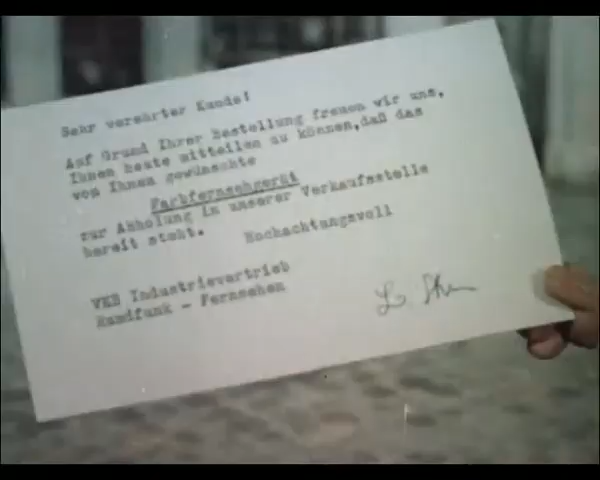 Sehr verehrter Kunde!
Auf Grund Ihrer Bestellung freuen wir uns,
Ihnen heute mitteilen zu können,daß das
von Ihnen gewünschte
Farbfernsehgerät
zur Abholung in unserer Verkaufsstelle
bereit steht.
Hochachtungsvoll
VEB Industrievertrieb
Rundfunk - Fernsehen